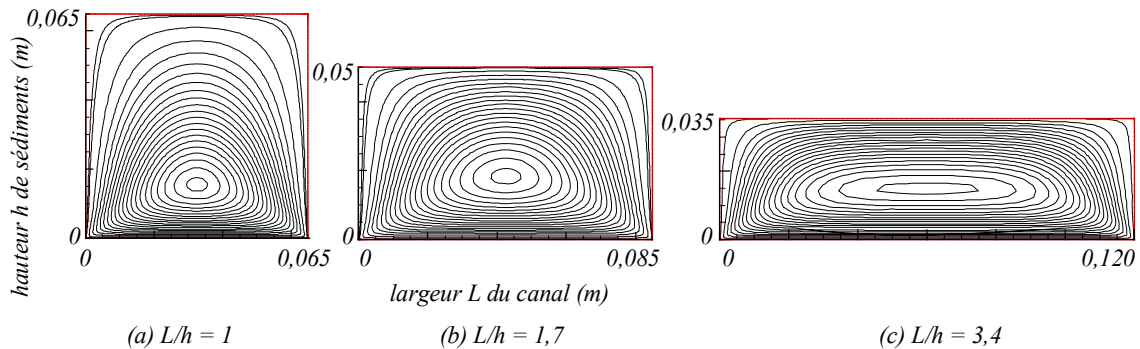 hauteur h de sédiments (m)
0,065
0
0
0,065
0,05
0
0
0,085
0,035
0
0
0,120
largeur L du canal (m)
(a) L/h = 1
(b) L/h = 1,7
(c) L/h = 3,4